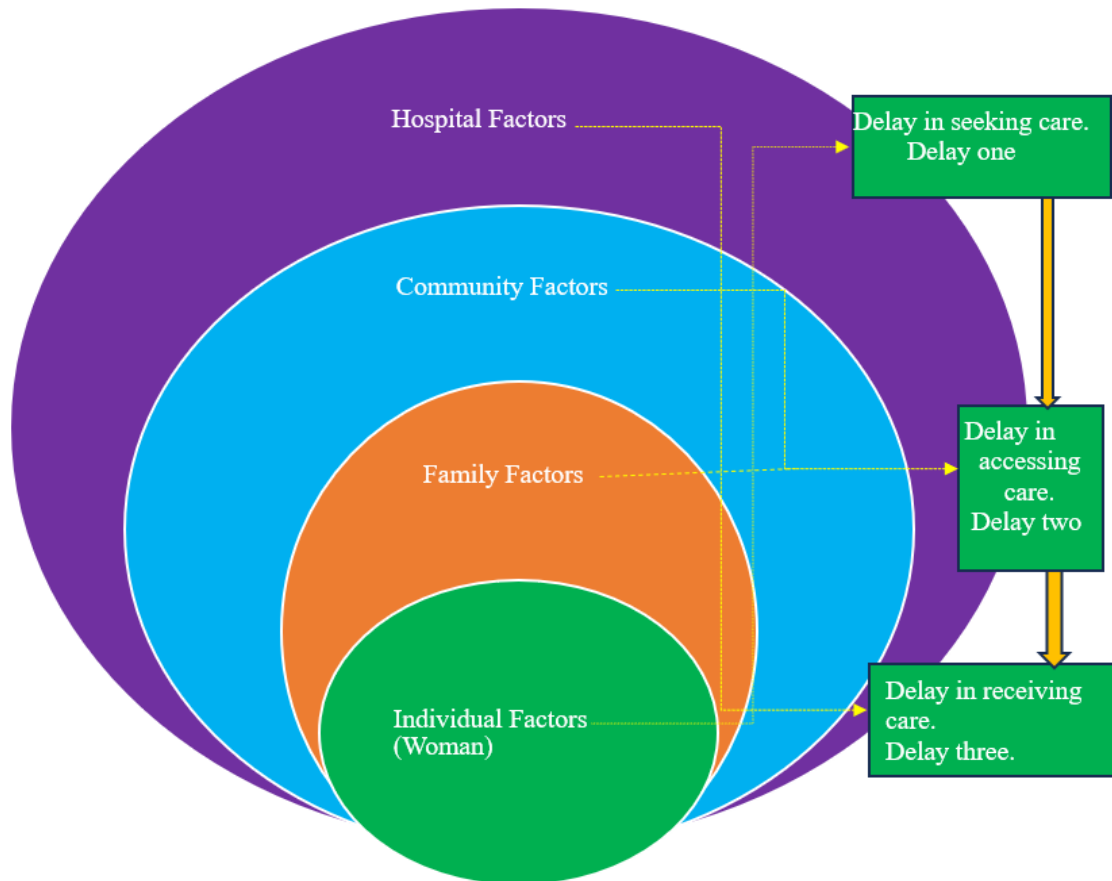 Hospital Factors
Delay in seeking care.
Delay one
Community Factors
Family Factors
Delay in
accessing
care.
Delay two
Individual Factors
(Woman)
Delay in receiving
care.
Delay three.